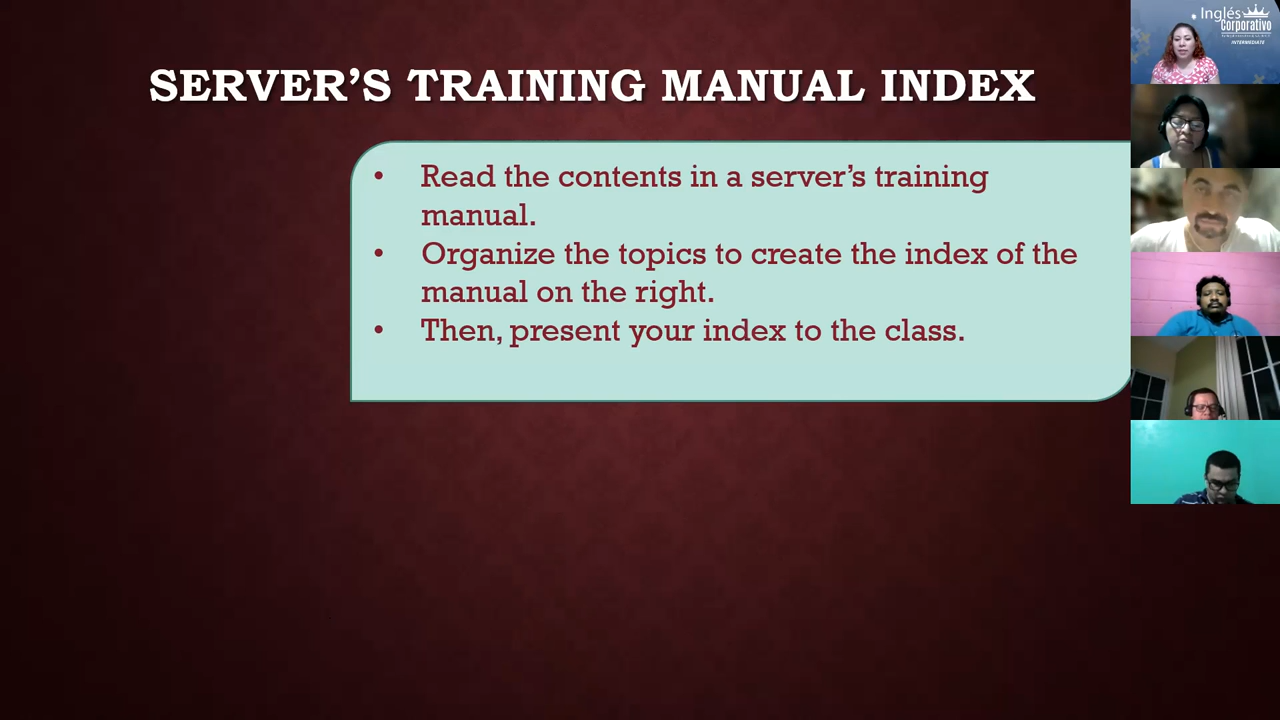 SERVER'S TRAINING MANUAL INDEX
• Read the contents in a server's training
manual.
• Organize the topics to create the index of the
manual on the right.
• Then, present your index to the class.
Inglés
Corporativo
INTERMEDIATE